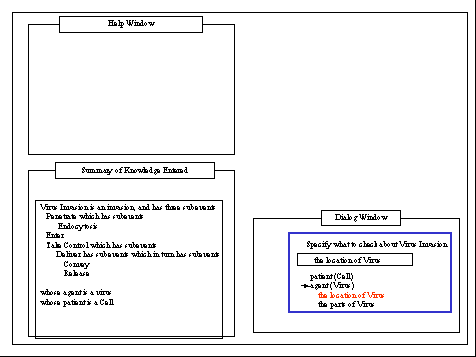 Help Window
Summary of Knowledge Entered
Virus Invasion is an invasion, and has three subevents
Penetrate which has subevent
Endocytosis
Enter
Take Control which has subevent
Deliver has subevents which in turn has subevents
Convey
Release
whose agent is a virus
whose patient is a Cell
Dialog Window
Specify what to check about Virus Invasion
the location of Virus
patient (Cell)
agent (Virus)
the location of Virus
the parts of Virus